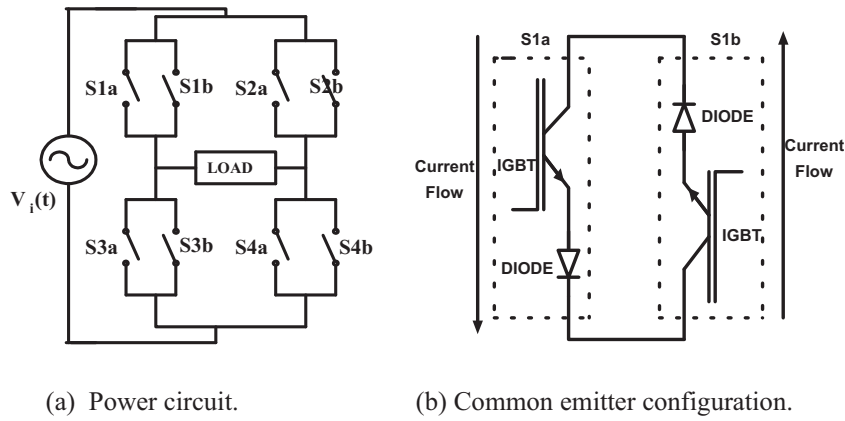 S1a
S1b
S2a
S2b
LOAD
V i(t)
S3a
S3b
S4a
S4b
(a) Power circuit.
S1a
S1b
DIODE
Current
Flow
IGBT
Current
Flow
IGBT
DIODE
(b) Common emitter configuration.